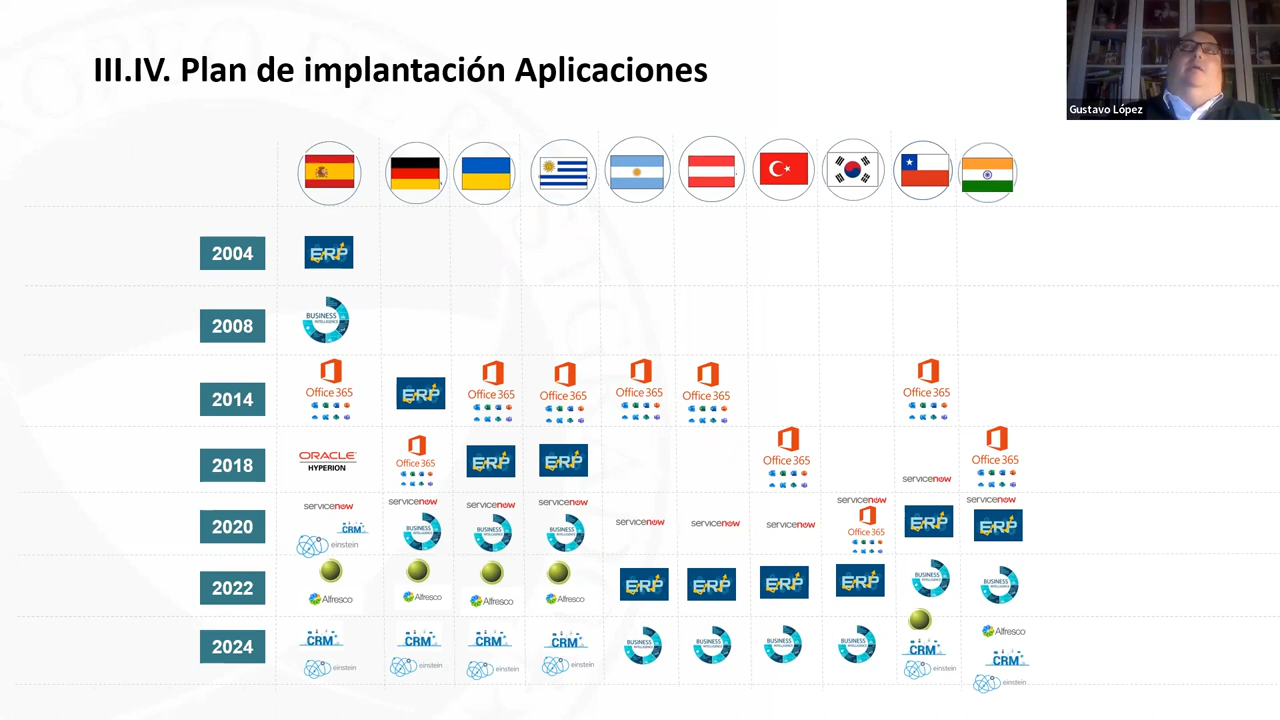 III.IV. Plan de implantación Aplicaciones
Gustavo López
2004
ERP
2008
BUSINESS
INTELLIGENCE
2014
Office 365
ERP
Office 365
Office 365
Office 365
Office 365
Office 365
2018
ORACLE
HYPERION
Office 365
ERP
ERP
Office 365
servicenow
Office 365
2020
servicenow
CRM
einstein
servicenow
BUSINESS
INTELLIGENCE
servicenow
BUSINESS
INTELLIGENCE
servicenow
BUSINESS
INTELLIGENCE
servicenow
servicenow
servicenow
servicenow
Office 365
ERP
servicenow
ERP
2022
Alfresco
Alfresco
Alfresco
Alfresco
ERP
ERP
ERP
ERP
BUSINESS
INTELLIGENCE
BUSINESS
INTELLIGENCE
2024
CRM
einstein
CRM
einstein
CRM
einstein
CRM
einstein
BUSINESS
INTELLIGENCE
BUSINESS
INTELLIGENCE
BUSINESS
INTELLIGENCE
BUSINESS
INTELLIGENCE
CRM
einstein
Alfresco
CRM
einstein